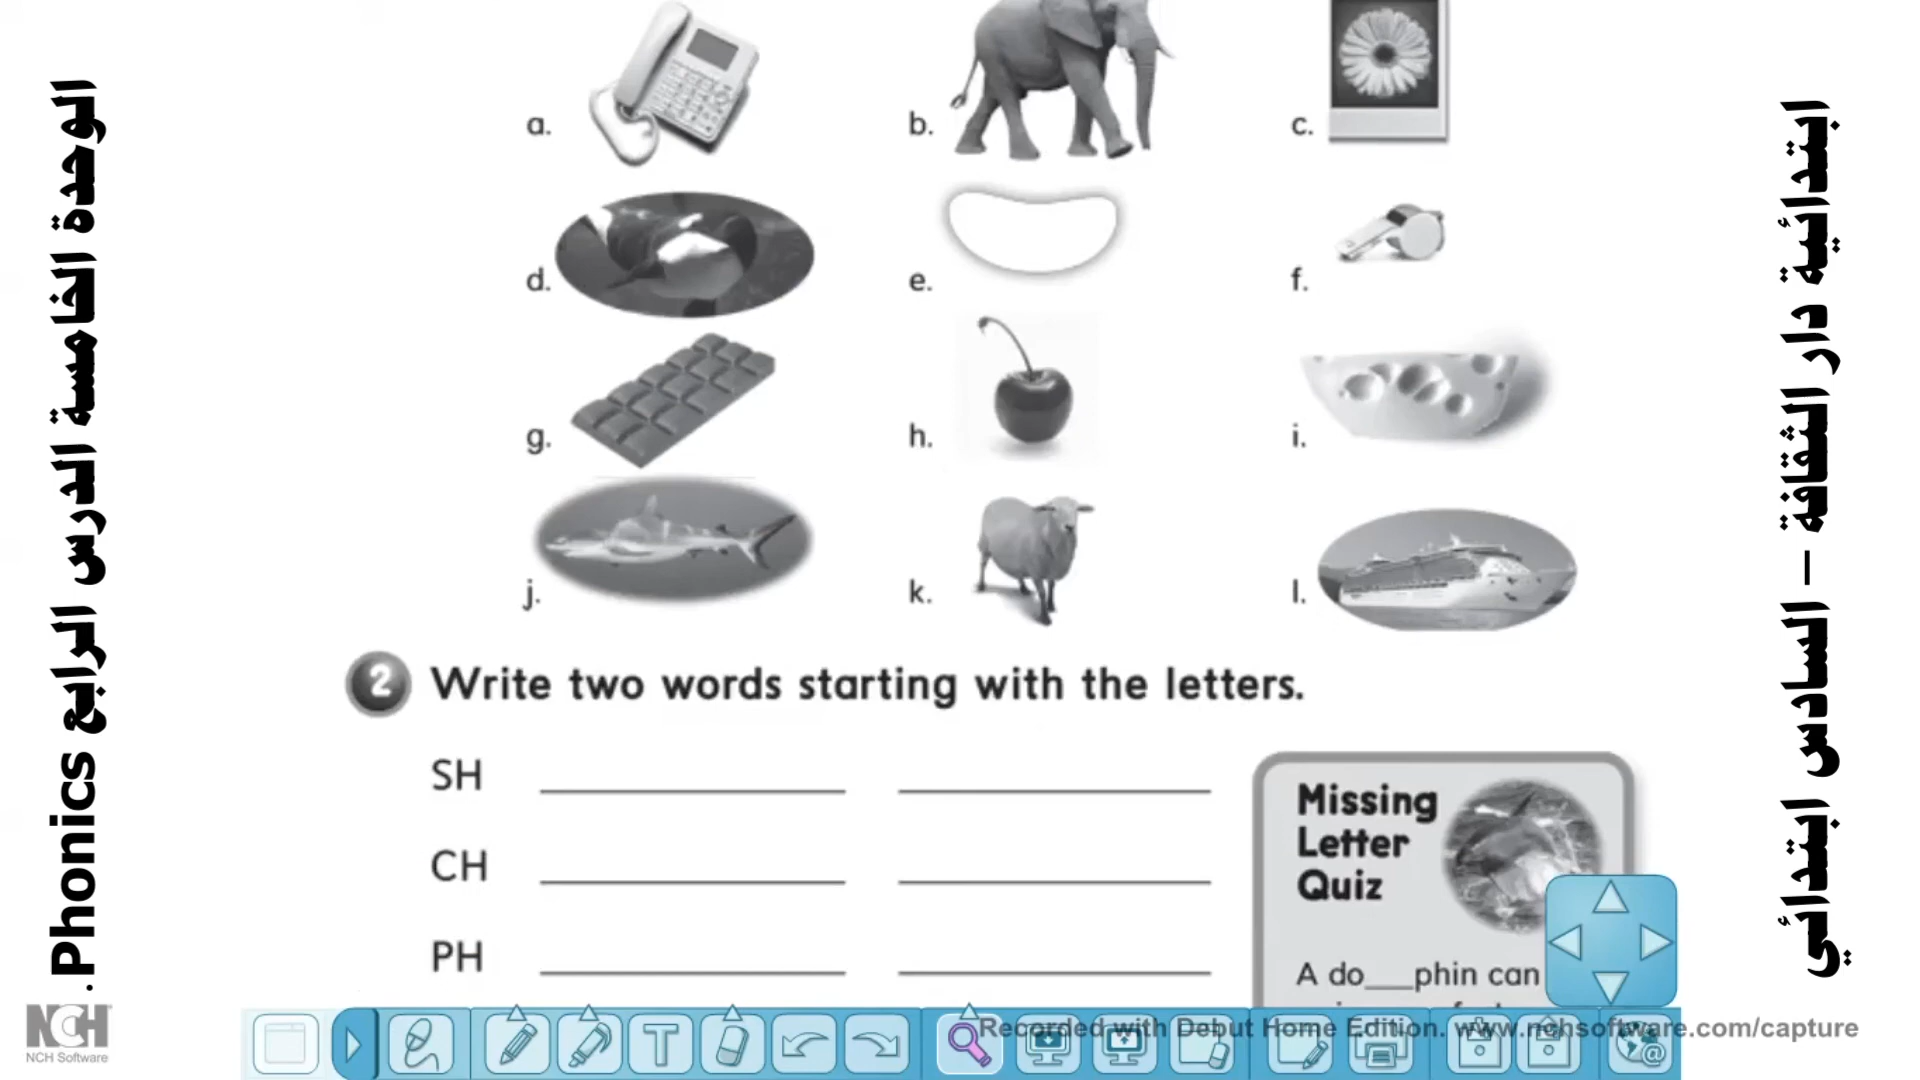 الوحدة الخامسة الدرس الرابع Phonics.
a.
b.
c.
d.
e.
f.
g.
h.
i.
j.
k.
l.
2 Write two words starting with the letters.
SH
CH
PH
Missing
Letter
Quiz
A do___phin can
ابتدائية دار الثقافة – السادس ابتدائي
NCH
NCH Software
T
@
Recorded with Debut Home Edition. www.nchsoftware.com/capture